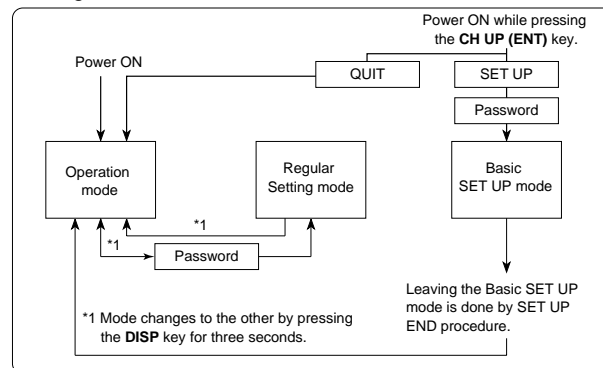 Power ON while pressing
the CH UP (ENT) key.
Power ON
QUIT
SET UP
Password
Operation
mode
Regular
Setting mode
Basic
SET UP mode
*1
*1
Password
Leaving the Basic SET UP
mode is done by SET UP
END procedure.
*1 Mode changes to the other by pressing
the DISP key for three seconds.